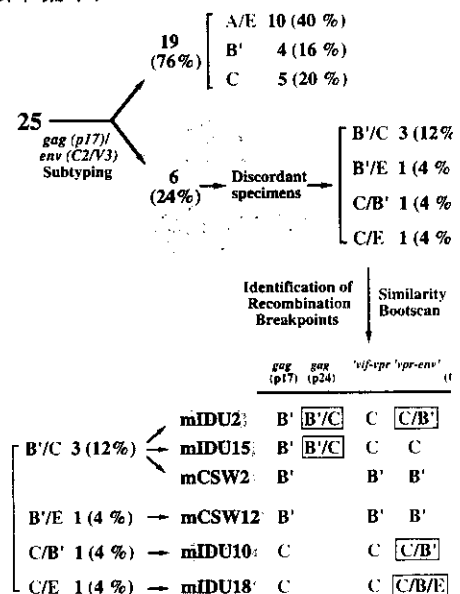 19
(76%)
A/E 10 (40 %)
B' 4 (16 %)
C 5 (20 %)
25
gag (p17)/
env (C2/V3)
Subtyping
6
(24%)
Discordant
specimens
B'/C 3 (12%
B'/E 1 (4 %
C/B' 1 (4 %
C/E 1 (4 %
Identification of
Recombination
Breakpoints
Similarity
Bootscan
gag gag 'vif-vpr 'vpr-env'
(p17) (p24)
B'/C 3 (12%)
mIDU2 B' B'/C C C/B'
mIDU15 B' B'/C C C
mCSW2 B' B' B'
B'/E 1 (4 %) mCSW12 B' B' B'
C/B' 1 (4 %) mIDU10 C C C/B'
C/E 1 (4 %) mIDU18 C C C/B/E